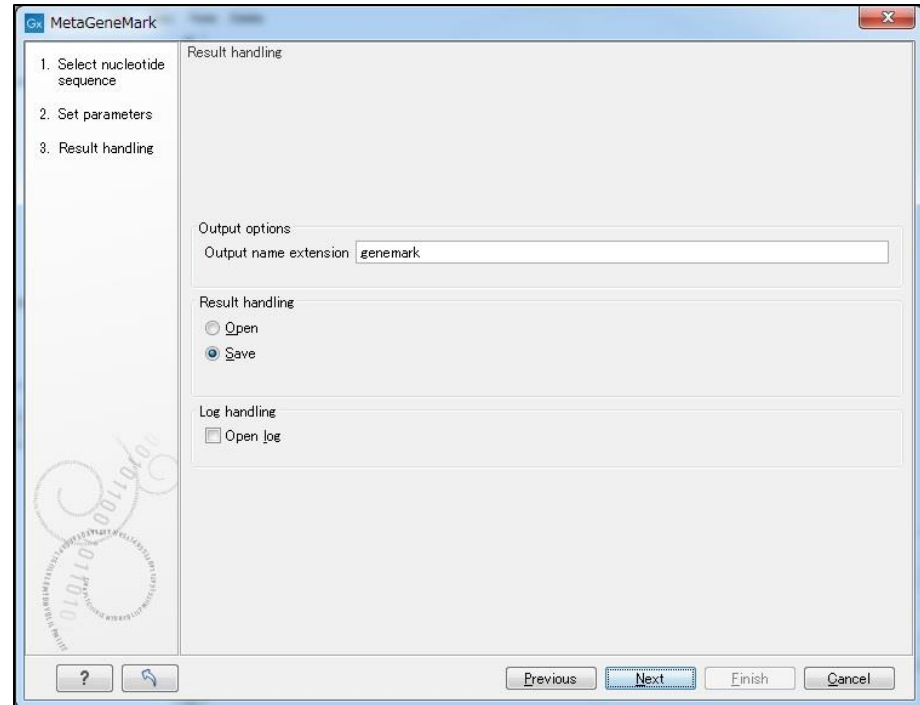 Gx MetaGeneMark
1. Select nucleotide
sequence
2. Set parameters
3. Result handling
Result handling
Output options
Output name extension genemark
Result handling
Open
Save
Log handling
Open log
? Previous Next Finish Cancel